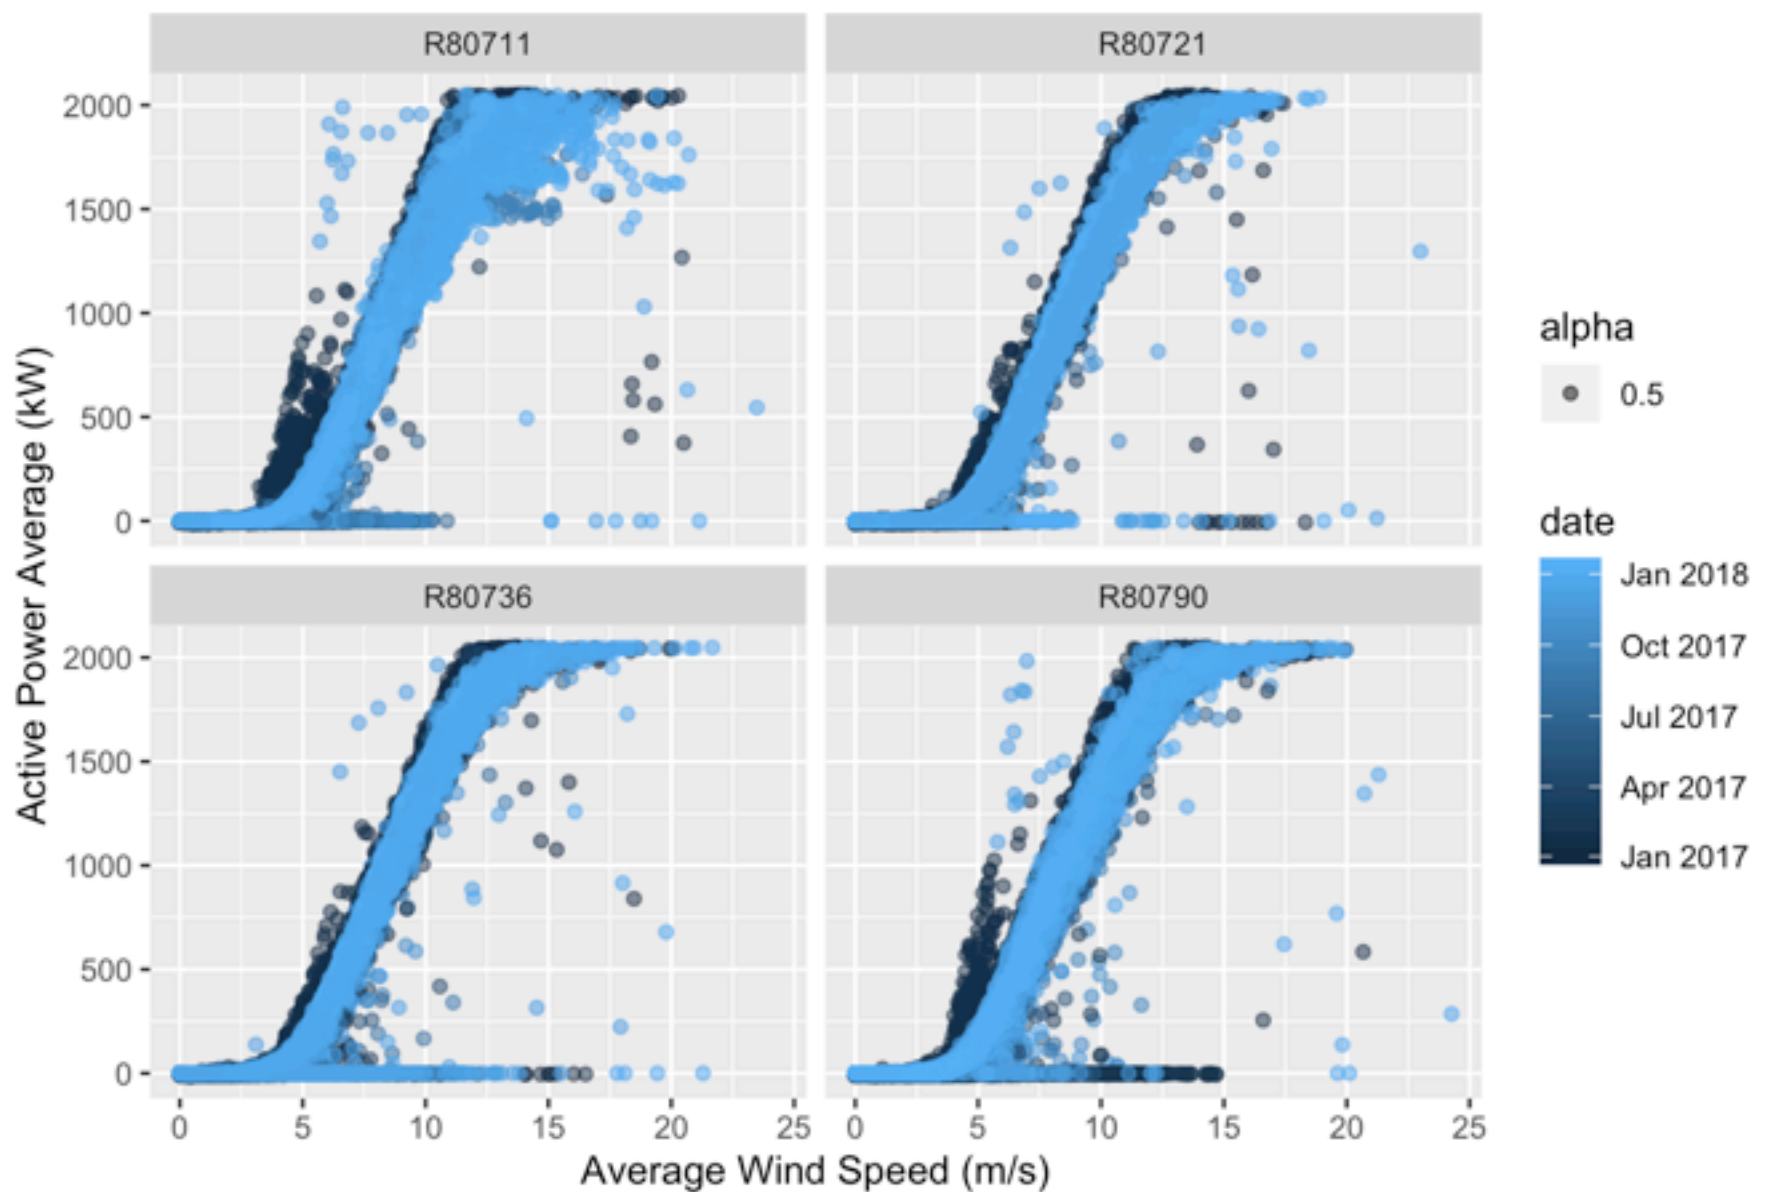 R80711
R80721
2000
1500
1000
500
0
R80736
R80790
2000
1500
1000
500
0
0 5 10 15 20 25
0 5 10 15 20 25
Average Wind Speed (m/s)
Active Power Average (kW)
alpha
0.5
date
Jan 2018
Oct 2017
Jul 2017
Apr 2017
Jan 2017